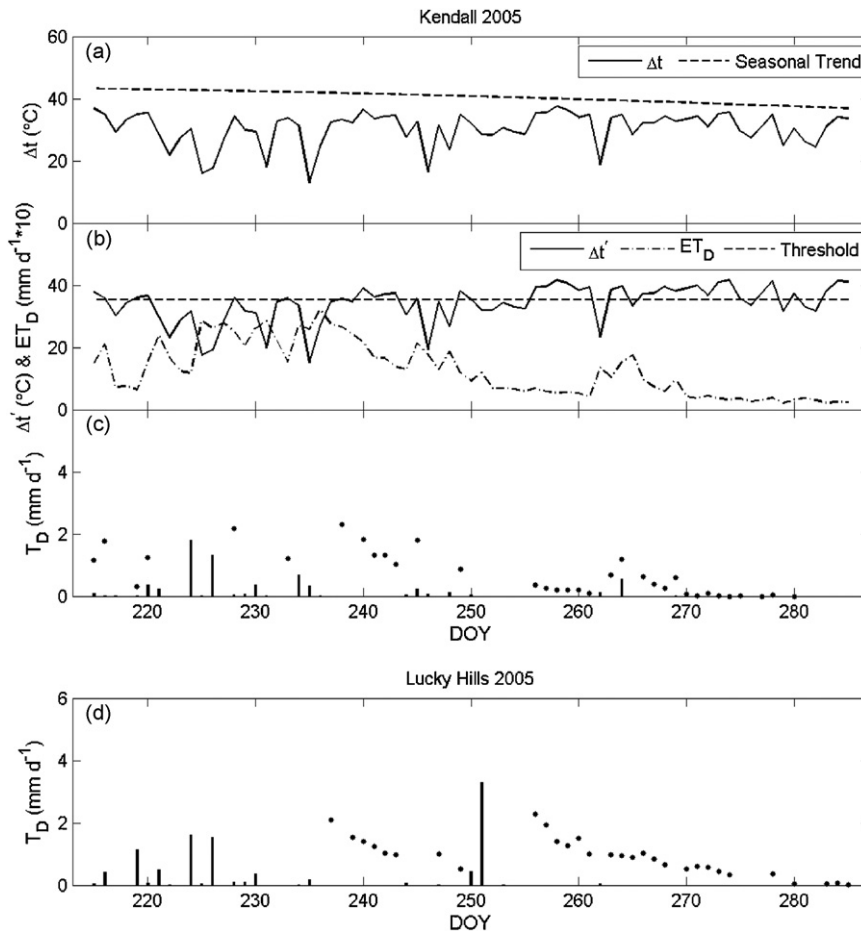 Kendall 2005
(a)
Δt
Seasonal Trend
60
40
20
0
Δt (°C)
(b)
Δt′
ET_D
Threshold
40
20
0
Δt′ (°C) & ET_D (mm d⁻¹*10)
(c)
4
2
0
T_D (mm d⁻¹)
220 230 240 250 260 270 280
DOY
Lucky Hills 2005
(d)
6
4
2
0
T_D (mm d⁻¹)
220 230 240 250 260 270 280
DOY